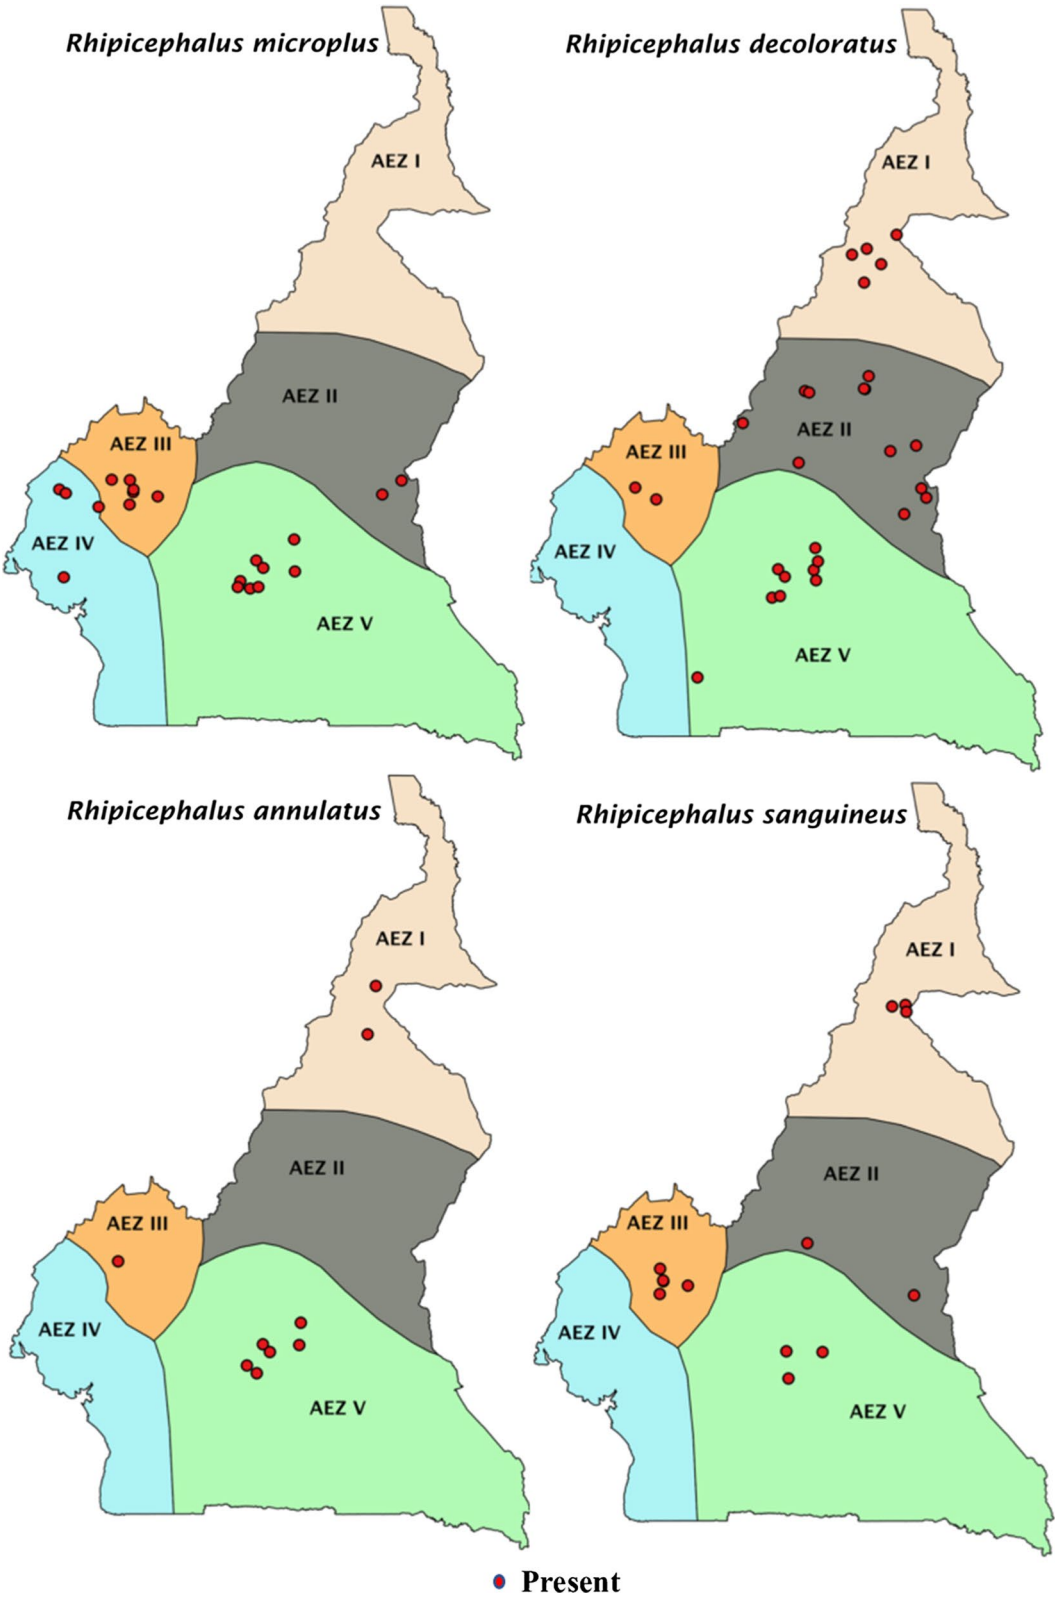 Rhipicephalus microplus
AEZ I
AEZ II
AEZ III
AEZ IV
AEZ V
Rhipicephalus decoloratus
AEZ I
AEZ II
AEZ III
AEZ IV
AEZ V
Rhipicephalus annulatus
AEZ I
AEZ II
AEZ III
AEZ IV
AEZ V
Rhipicephalus sanguineus
AEZ I
AEZ II
AEZ III
AEZ IV
AEZ V
Present